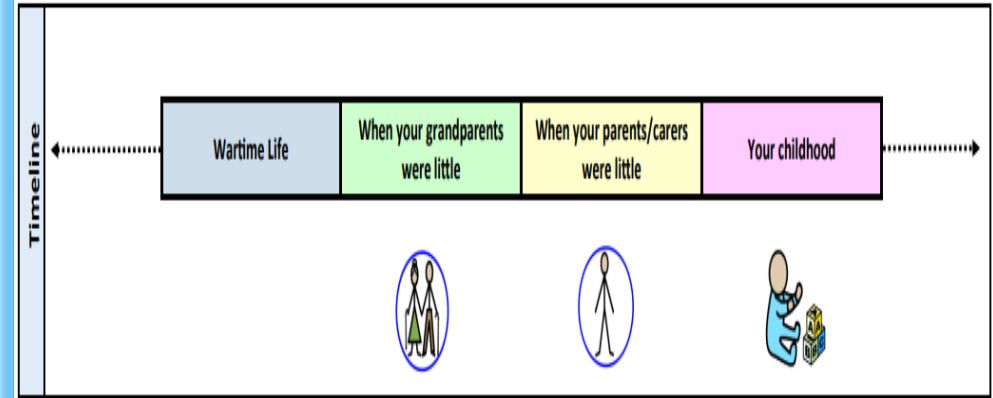 Timeline
Wartime Life
When your grandparents
were little
When your parents/carers
were little
Your childhood
A
A
B
B
C